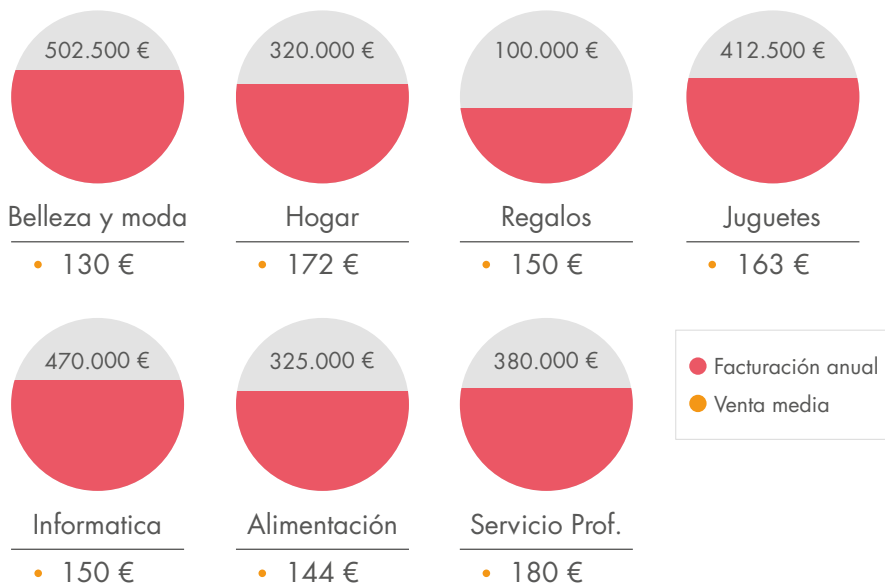 502.500 €
320.000 €
100.000 €
412.500 €
Belleza y moda
Hogar
Regalos
Juguetes
• 130 €
• 172 €
• 150 €
• 163 €
470.000 €
325.000 €
380.000 €
Facturación anual
Venta media
Informatica
Alimentación
Servicio Prof.
• 150 €
• 144 €
• 180 €